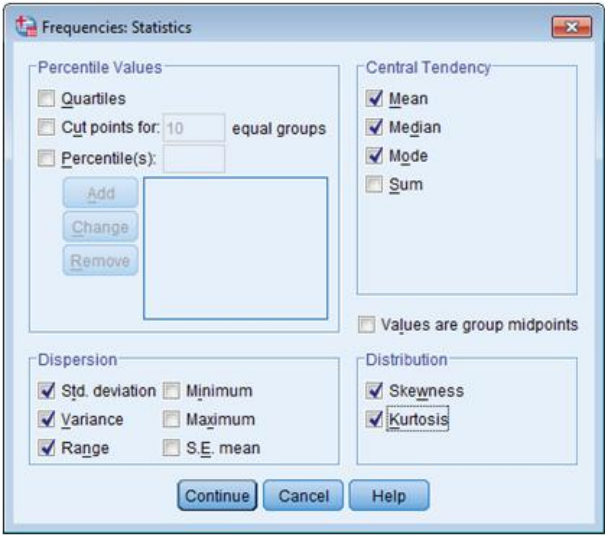 Frequencies: Statistics
Percentile Values
Quartiles
Cut points for: 10 equal groups
Percentile(s):
Add
Change
Remove
Central Tendency
Mean
Median
Mode
Sum
Values are group midpoints
Dispersion
Std. deviation Minimum
Variance Maximum
Range S.E. mean
Distribution
Skewness
Kurtosis
Continue Cancel Help